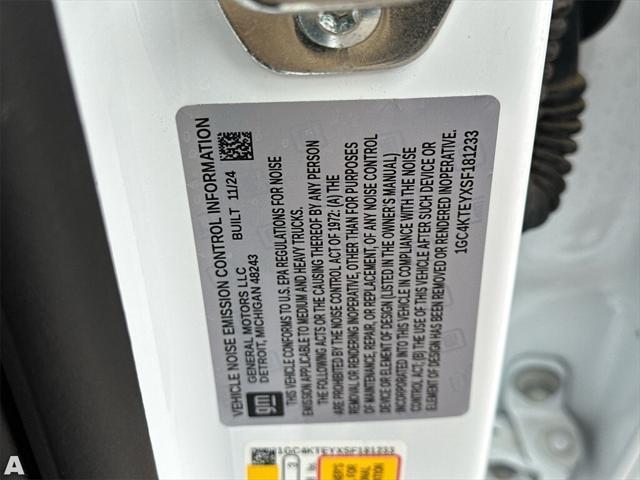 VEHICLE NOISE EMISSION CONTROL INFORMATION
GENERAL MOTORS LLC
DETROIT, MICHIGAN 48243
BUILT 11/24
gm
THIS VEHICLE CONFORMS TO U.S. EPA REGULATIONS FOR NOISE
EMISSION APPLICABLE TO MEDIUM AND HEAVY TRUCKS.
THE FOLLOWING ACTS OR THE CAUSING THEREOF BY ANY PERSON
ARE PROHIBITED BY THE NOISE CONTROL ACT OF 1972: (A) THE
REMOVAL OR RENDERING INOPERATIVE, OTHER THAN FOR PURPOSES
OF MAINTENANCE, REPAIR, OR REPLACEMENT, OF ANY NOISE CONTROL
DEVICE OR ELEMENT OF DESIGN (LISTED IN THE OWNER'S MANUAL)
INCORPORATED INTO THIS VEHICLE IN COMPLIANCE WITH THE NOISE
CONTROL ACT; (B) THE USE OF THIS VEHICLE AFTER SUCH DEVICE OR
ELEMENT OF DESIGN HAS BEEN REMOVED OR RENDERED INOPERATIVE.
1GC4KTEYXSF181233
1GC4KTEYXSF181233
A